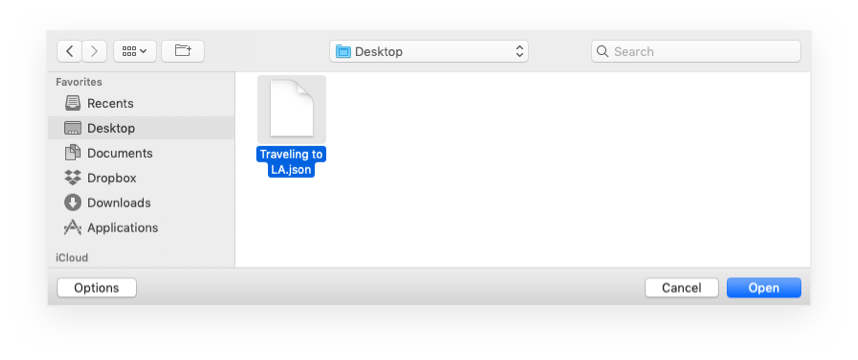 Desktop
Search
Favorites
Recents
Desktop
Documents
Dropbox
Downloads
Applications
iCloud
Traveling to
LA.json
Options
Cancel
Open